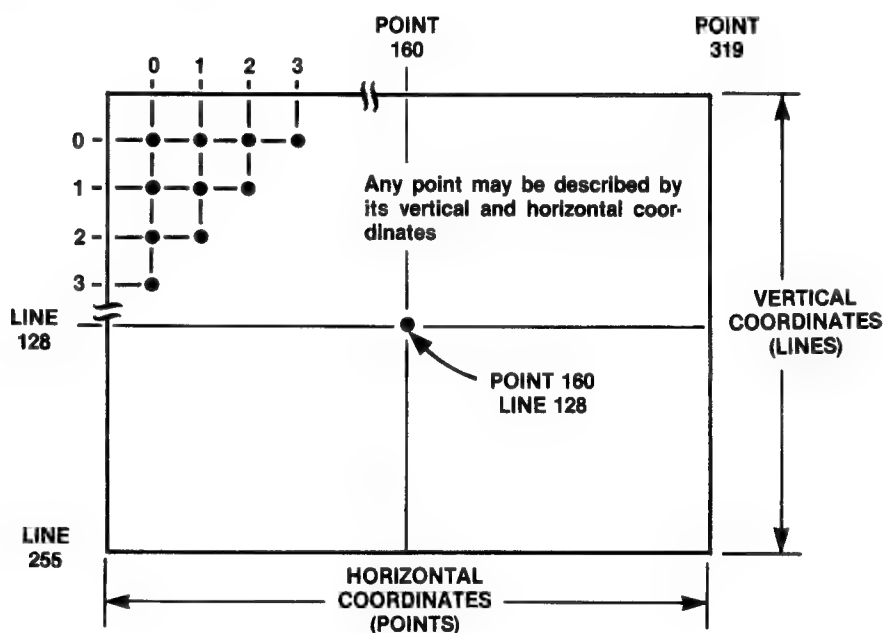 POINT
160
POINT
319
0 1 2 3
0
1
2
3
Any point may be described by
its vertical and horizontal coor-
dinates
LINE
128
VERTICAL
COORDINATES
(LINES)
POINT 160
LINE 128
LINE
255
HORIZONTAL
COORDINATES
(POINTS)